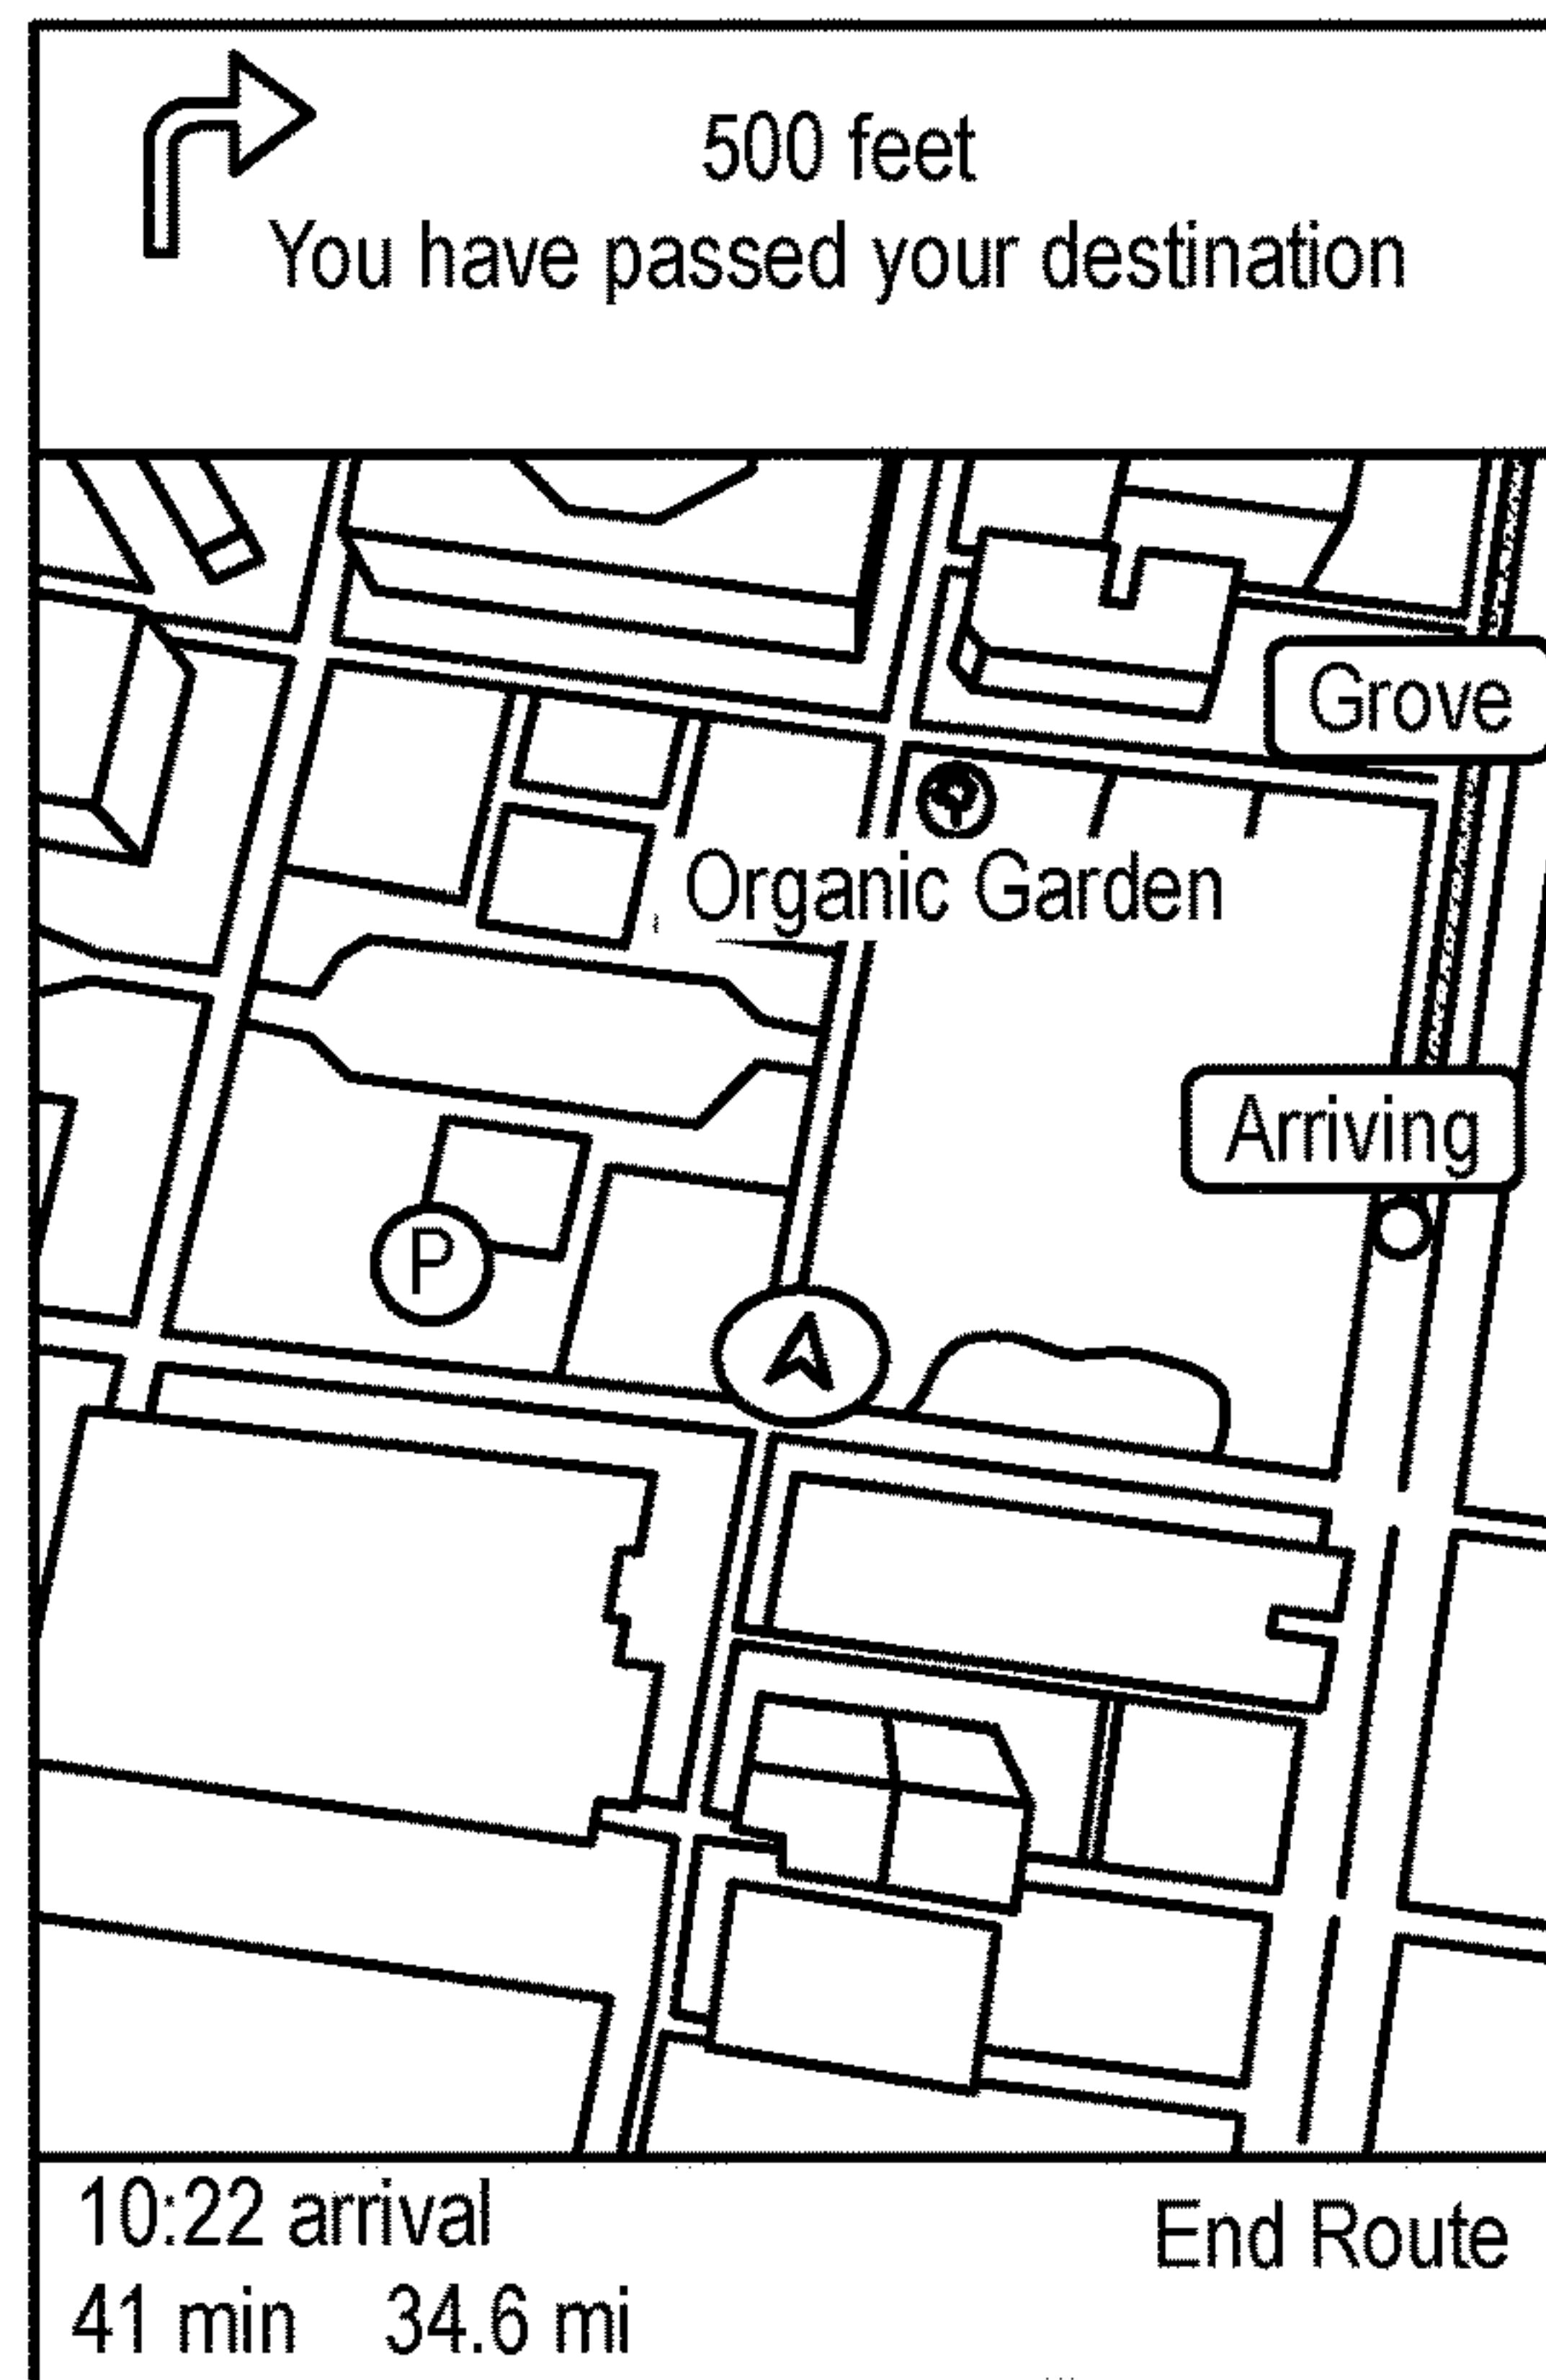 500 feet
You have passed your destination
Grove
Organic Garden
Arriving
P
10:22 arrival
End Route
41 min 34.6 mi